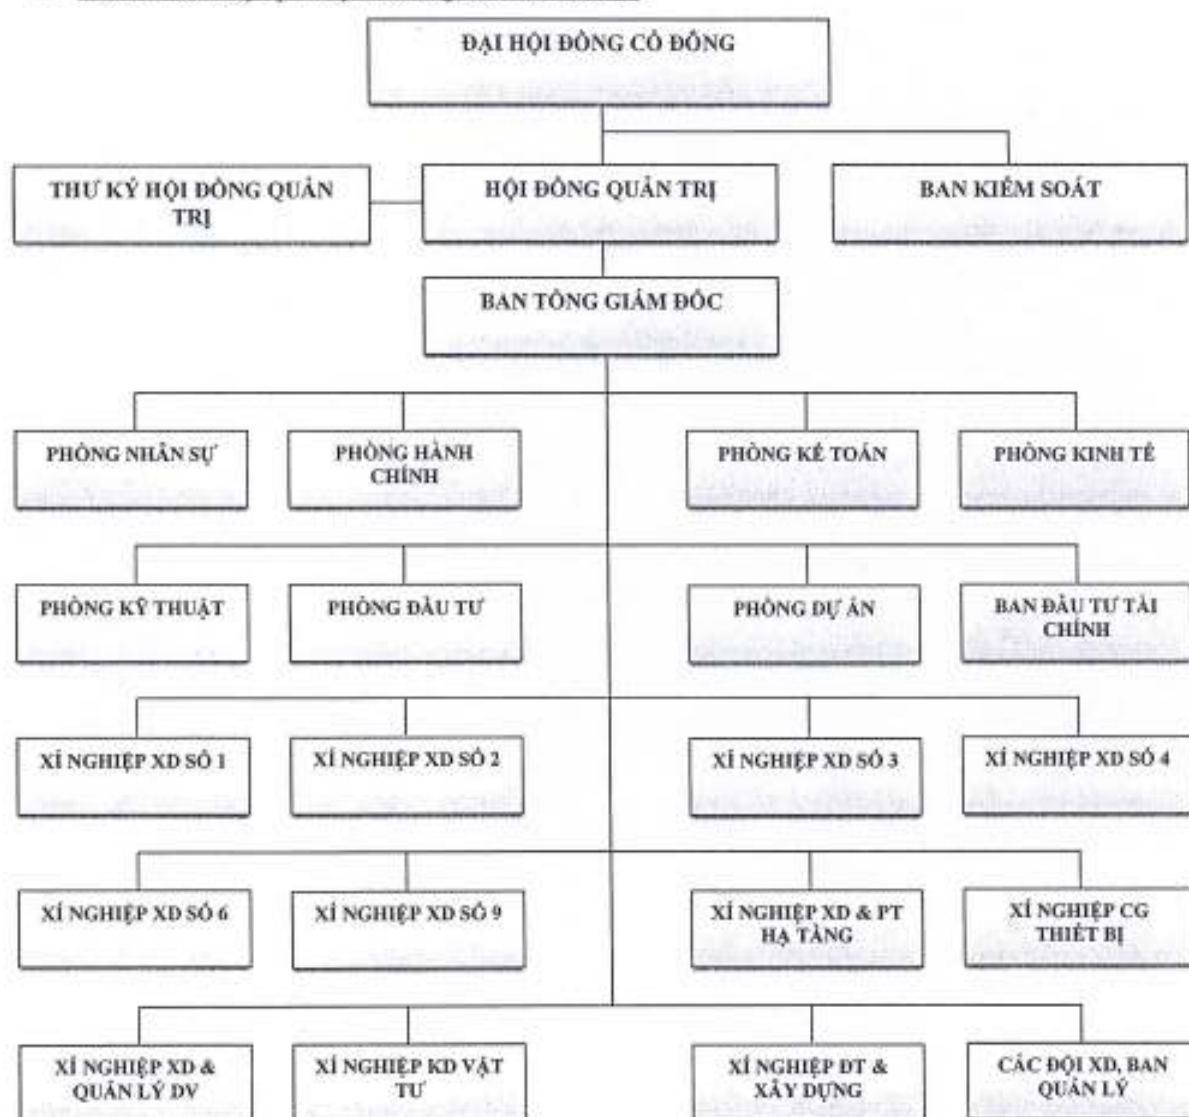 ĐẠI HỘI ĐỒNG CỔ ĐÔNG
THƯ KÝ HỘI ĐỒNG QUẢN
TRỊ
HỘI ĐỒNG QUẢN TRỊ
BAN KIỂM SOÁT
BAN TỔNG GIÁM ĐỐC
PHÒNG NHÂN SỰ
PHÒNG HÀNH
CHÍNH
PHÒNG KẾ TOÁN
PHÒNG KINH TẾ
PHÒNG KỸ THUẬT
PHÒNG ĐẦU TƯ
PHÒNG DỰ ÁN
BAN ĐẦU TƯ TÀI
CHÍNH
XÍ NGHIỆP XD SỐ 1
XÍ NGHIỆP XD SỐ 2
XÍ NGHIỆP XD SỐ 3
XÍ NGHIỆP XD SỐ 4
XÍ NGHIỆP XD SỐ 6
XÍ NGHIỆP XD SỐ 9
XÍ NGHIỆP XD & PT
HẠ TẦNG
XÍ NGHIỆP CG
THIẾT BỊ
XÍ NGHIỆP XD &
QUẢN LÝ DV
XÍ NGHIỆP KD VẬT
TƯ
XÍ NGHIỆP ĐT &
XÂY DỰNG
CÁC ĐỘI XD, BAN
QUẢN LÝ